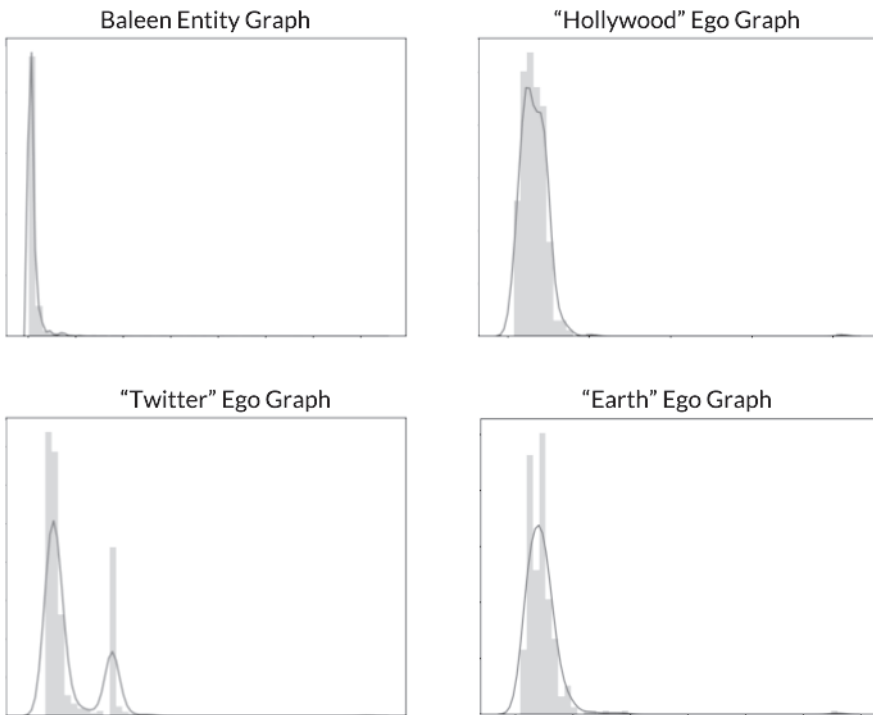 Baleen Entity Graph
“Hollywood” Ego Graph
“Twitter” Ego Graph
“Earth” Ego Graph